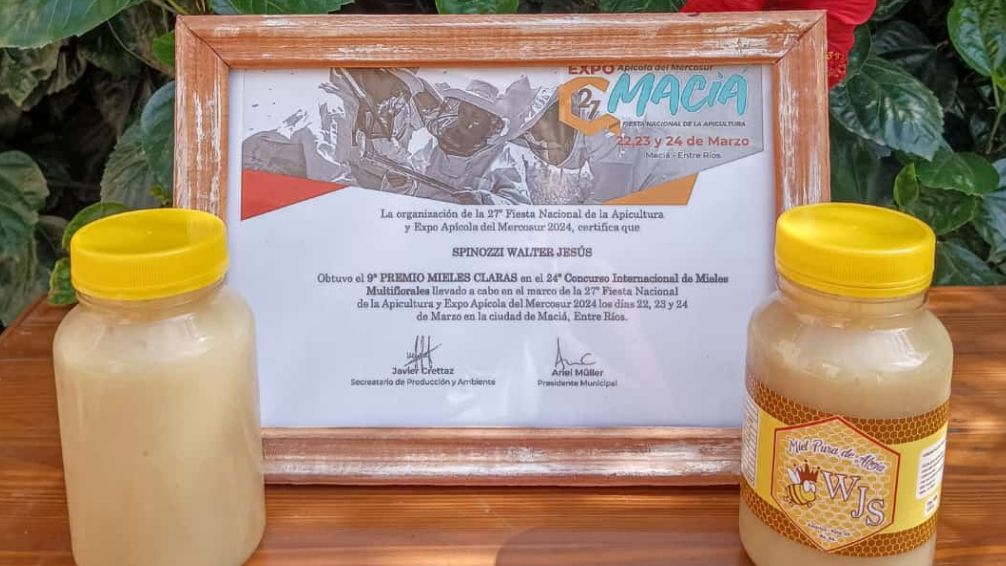 EXPO Apícola del Mercosur
27
MACIÁ
FIESTA NACIONAL DE LA APICULTURA
22,23 y 24 de Marzo
Maciá - Entre Ríos
La organización de la 27º Fiesta Nacional de la Apicultura
y Expo Apícola del Mercosur 2024, certifica que
SPINOZZI WALTER JESÚS
Obtuvo el 9º PREMIO MIELES CLARAS en el 24º Concurso Internacional de Mieles
Multiflorales llevado a cabo en el marco de la 27º Fiesta Nacional
de la Apicultura y Expo Apícola del Mercosur 2024 los días 22, 23 y 24
de Marzo en la ciudad de Maciá, Entre Ríos.
Javier Crettaz
Secretario de Producción y Ambiente
Ariel Müller
Presidente Municipal
Miel Pura de Abeja
WJS